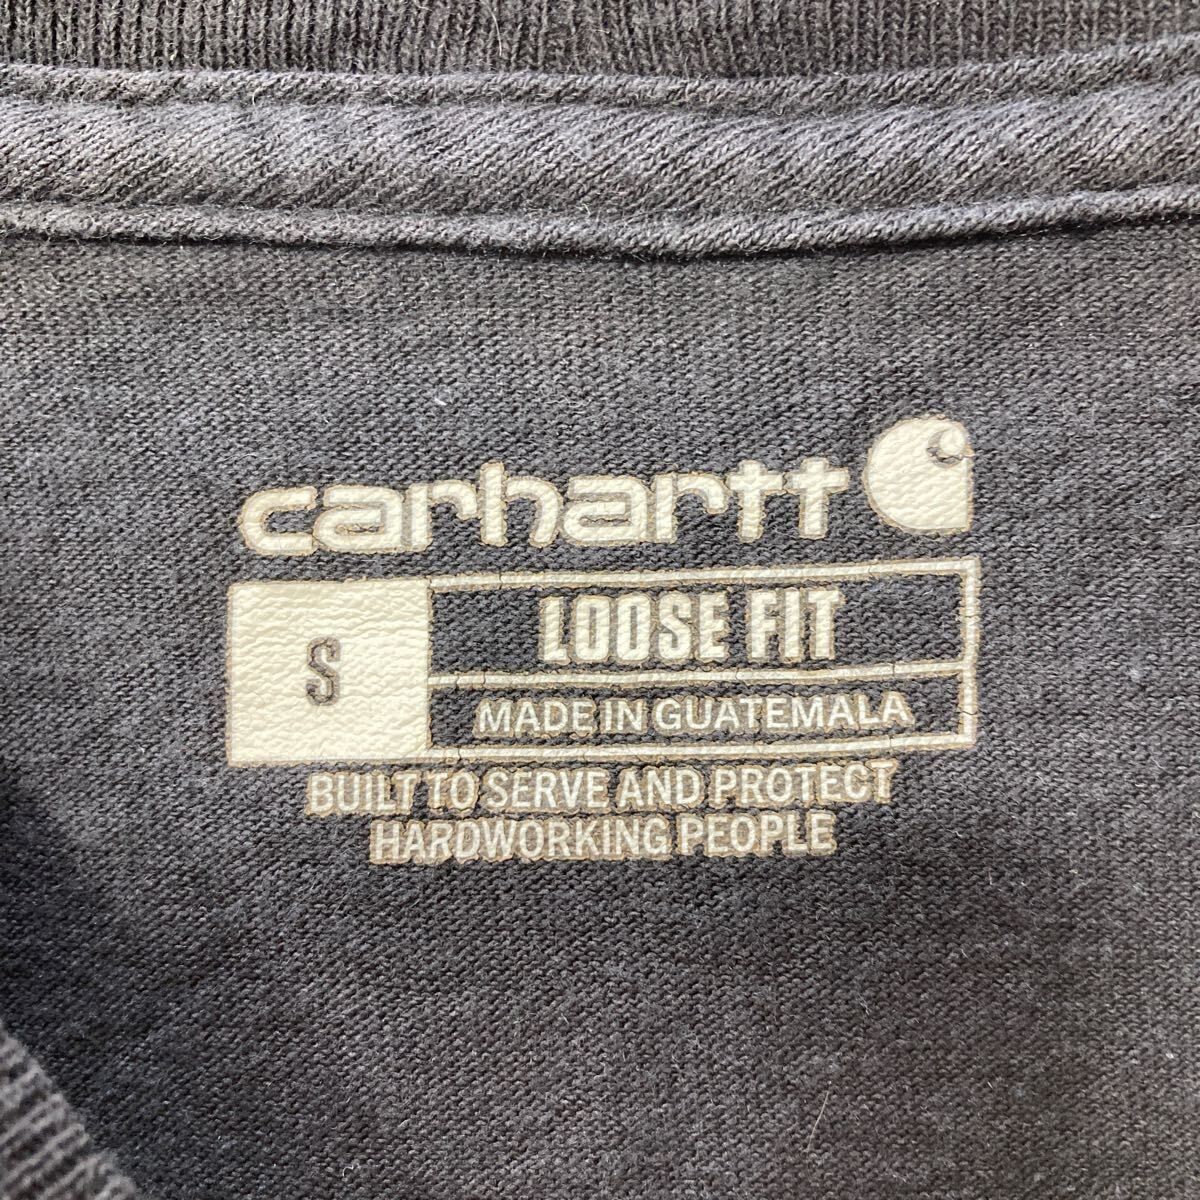 carhartt
S
LOOSE FIT
MADE IN GUATEMALA
BUILT TO SERVE AND PROTECT
HARDWORKING PEOPLE